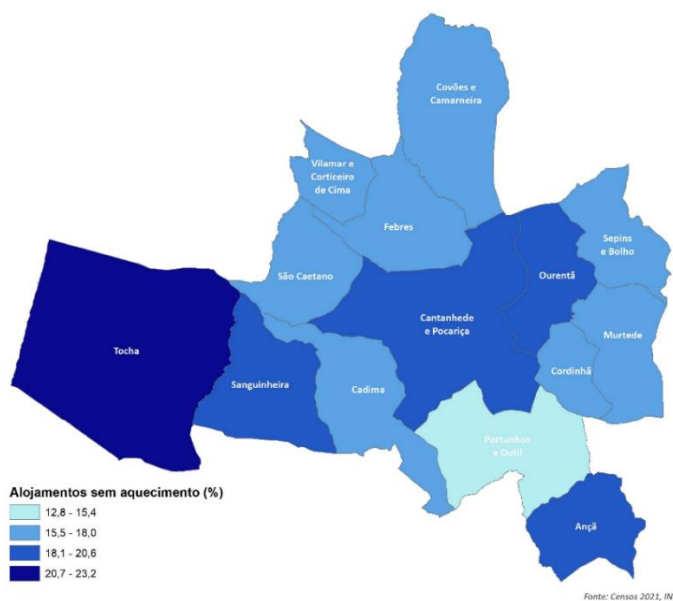 Covões e
Camarneira
Vilamar e
Corticeiro
de Cima
Febres
Sepins
e Bolho
São Caetano
Ourentã
Cantanhede
e Pocariça
Murtede
Tocha
Cordinhã
Sanguinheira
Cadima
Portunhos
e Outil
Ançã
Alojamentos sem aquecimento (%)
12,8 - 15,4
15,5 - 18,0
18,1 - 20,6
20,7 - 23,2
Fonte: Censos 2021, IN